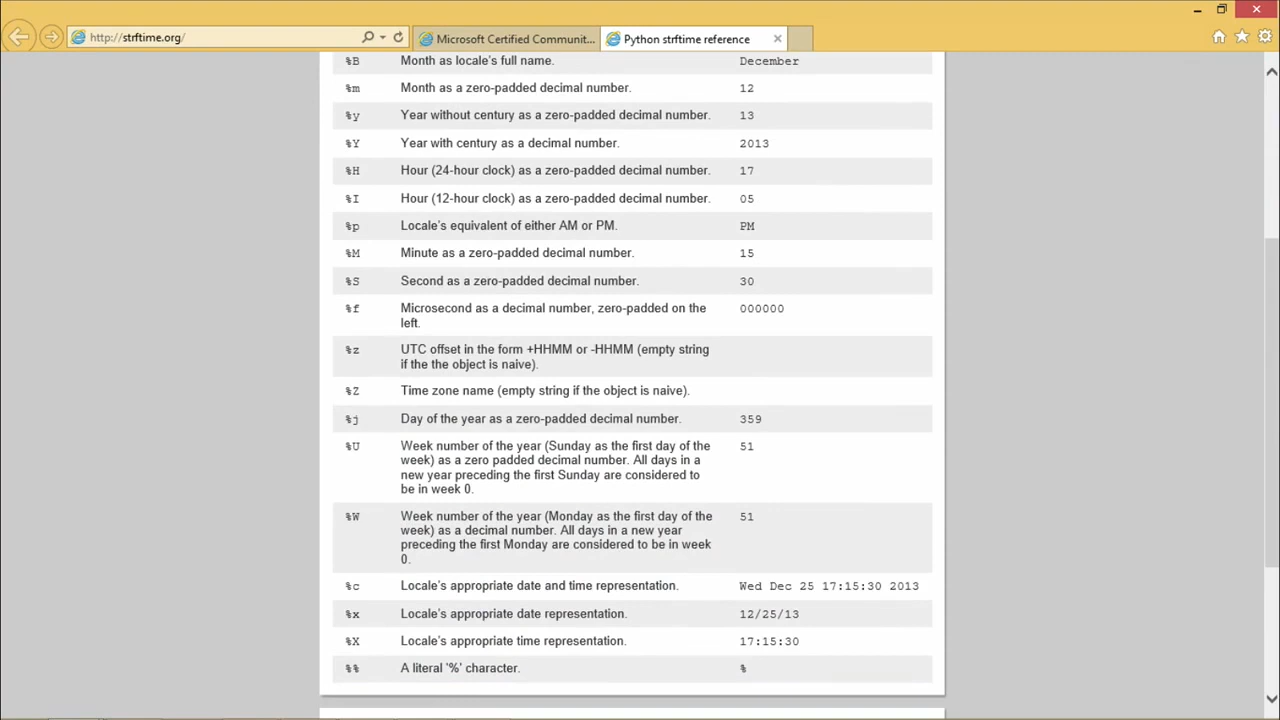 http://strftime.org/
Microsoft Certified Communit...
Python strftime reference
%B Month as locale's full name. December
%m Month as a zero-padded decimal number. 12
%y Year without century as a zero-padded decimal number. 13
%Y Year with century as a decimal number. 2013
%H Hour (24-hour clock) as a zero-padded decimal number. 17
%I Hour (12-hour clock) as a zero-padded decimal number. 05
%p Locale's equivalent of either AM or PM. PM
%M Minute as a zero-padded decimal number. 15
%S Second as a zero-padded decimal number. 30
%f Microsecond as a decimal number, zero-padded on the 000000
left.
%z UTC offset in the form +HHMM or -HHMM (empty string
if the the object is naive).
%Z Time zone name (empty string if the object is naive).
%j Day of the year as a zero-padded decimal number. 359
%U Week number of the year (Sunday as the first day of the 51
week) as a zero padded decimal number. All days in a
new year preceding the first Sunday are considered to
be in week 0.
%W Week number of the year (Monday as the first day of the 51
week) as a decimal number. All days in a new year
preceding the first Monday are considered to be in week
0.
%c Locale's appropriate date and time representation. Wed Dec 25 17:15:30 2013
%x Locale's appropriate date representation. 12/25/13
%X Locale's appropriate time representation. 17:15:30
%% A literal '%' character. %